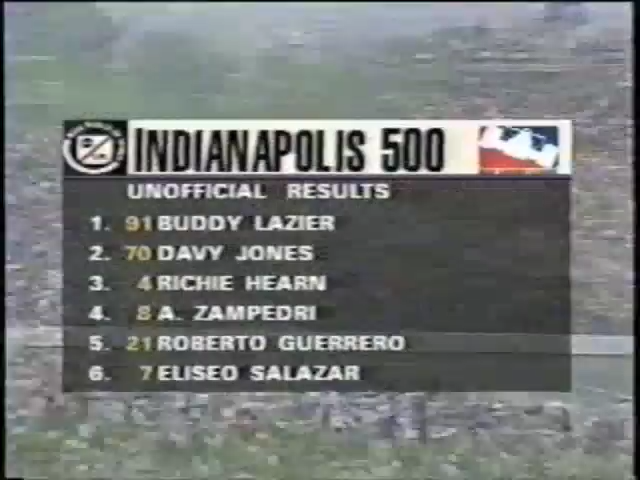 INDIANAPOLIS 500
UNOFFICIAL RESULTS
1. 91 BUDDY LAZIER
2. 70 DAVY JONES
3. 4 RICHIE HEARN
4. 8 A. ZAMPEDRI
5. 21 ROBERTO GUERRERO
6. 7 ELISEO SALAZAR